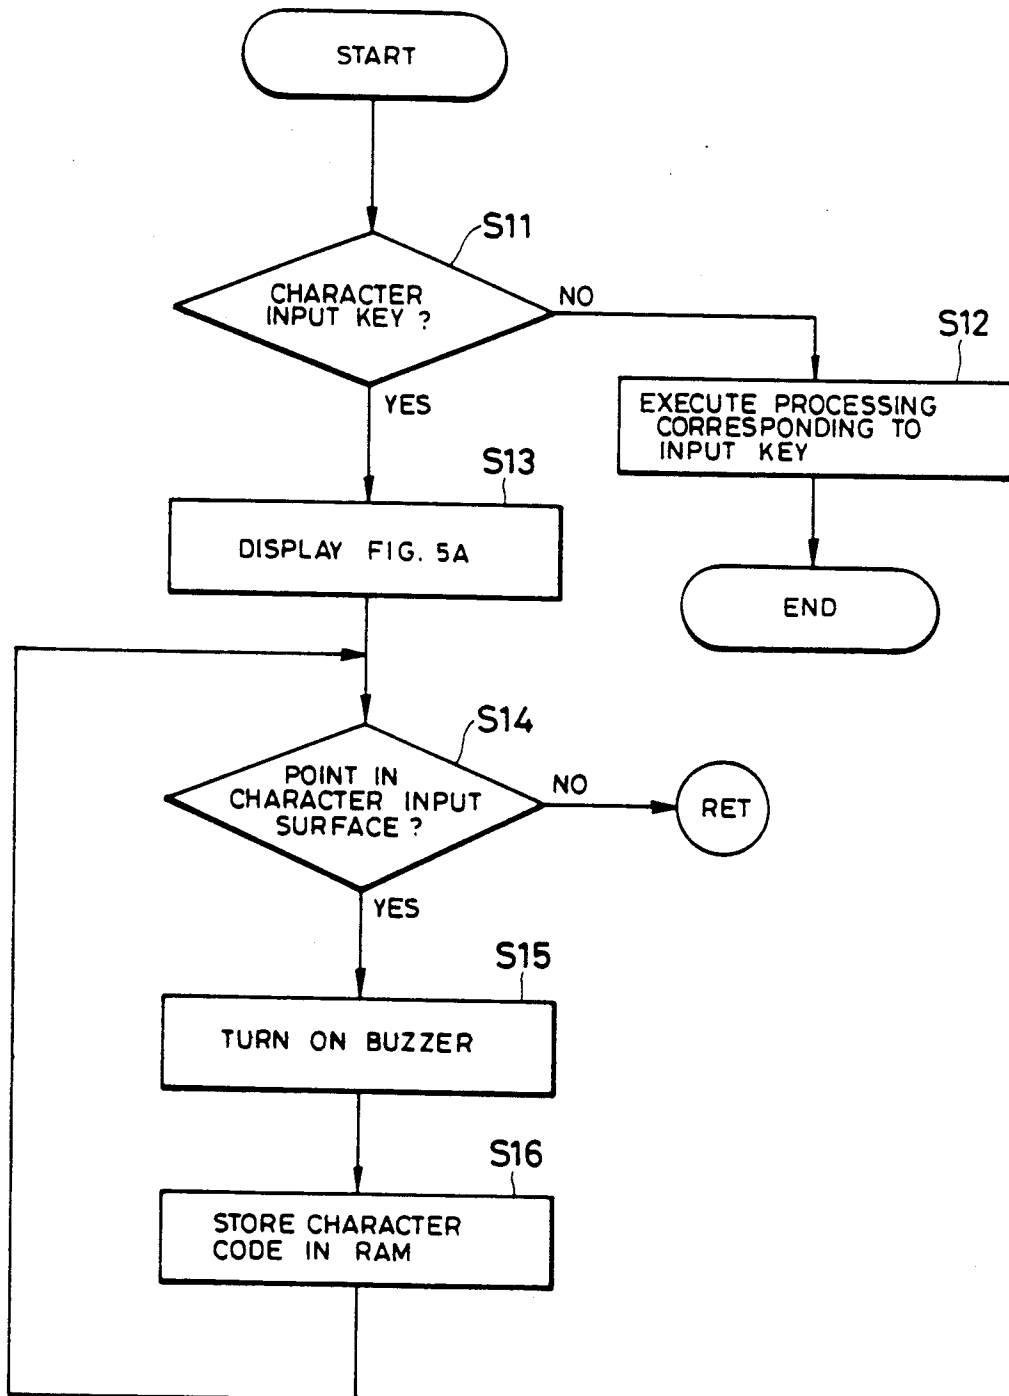 START
S11
CHARACTER
INPUT KEY ?
NO
YES
S12
EXECUTE PROCESSING
CORRESPONDING TO
INPUT KEY
S13
DISPLAY FIG. 5A
END
S14
POINT IN
CHARACTER INPUT
SURFACE ?
NO
RET
YES
S15
TURN ON BUZZER
S16
STORE CHARACTER
CODE IN RAM